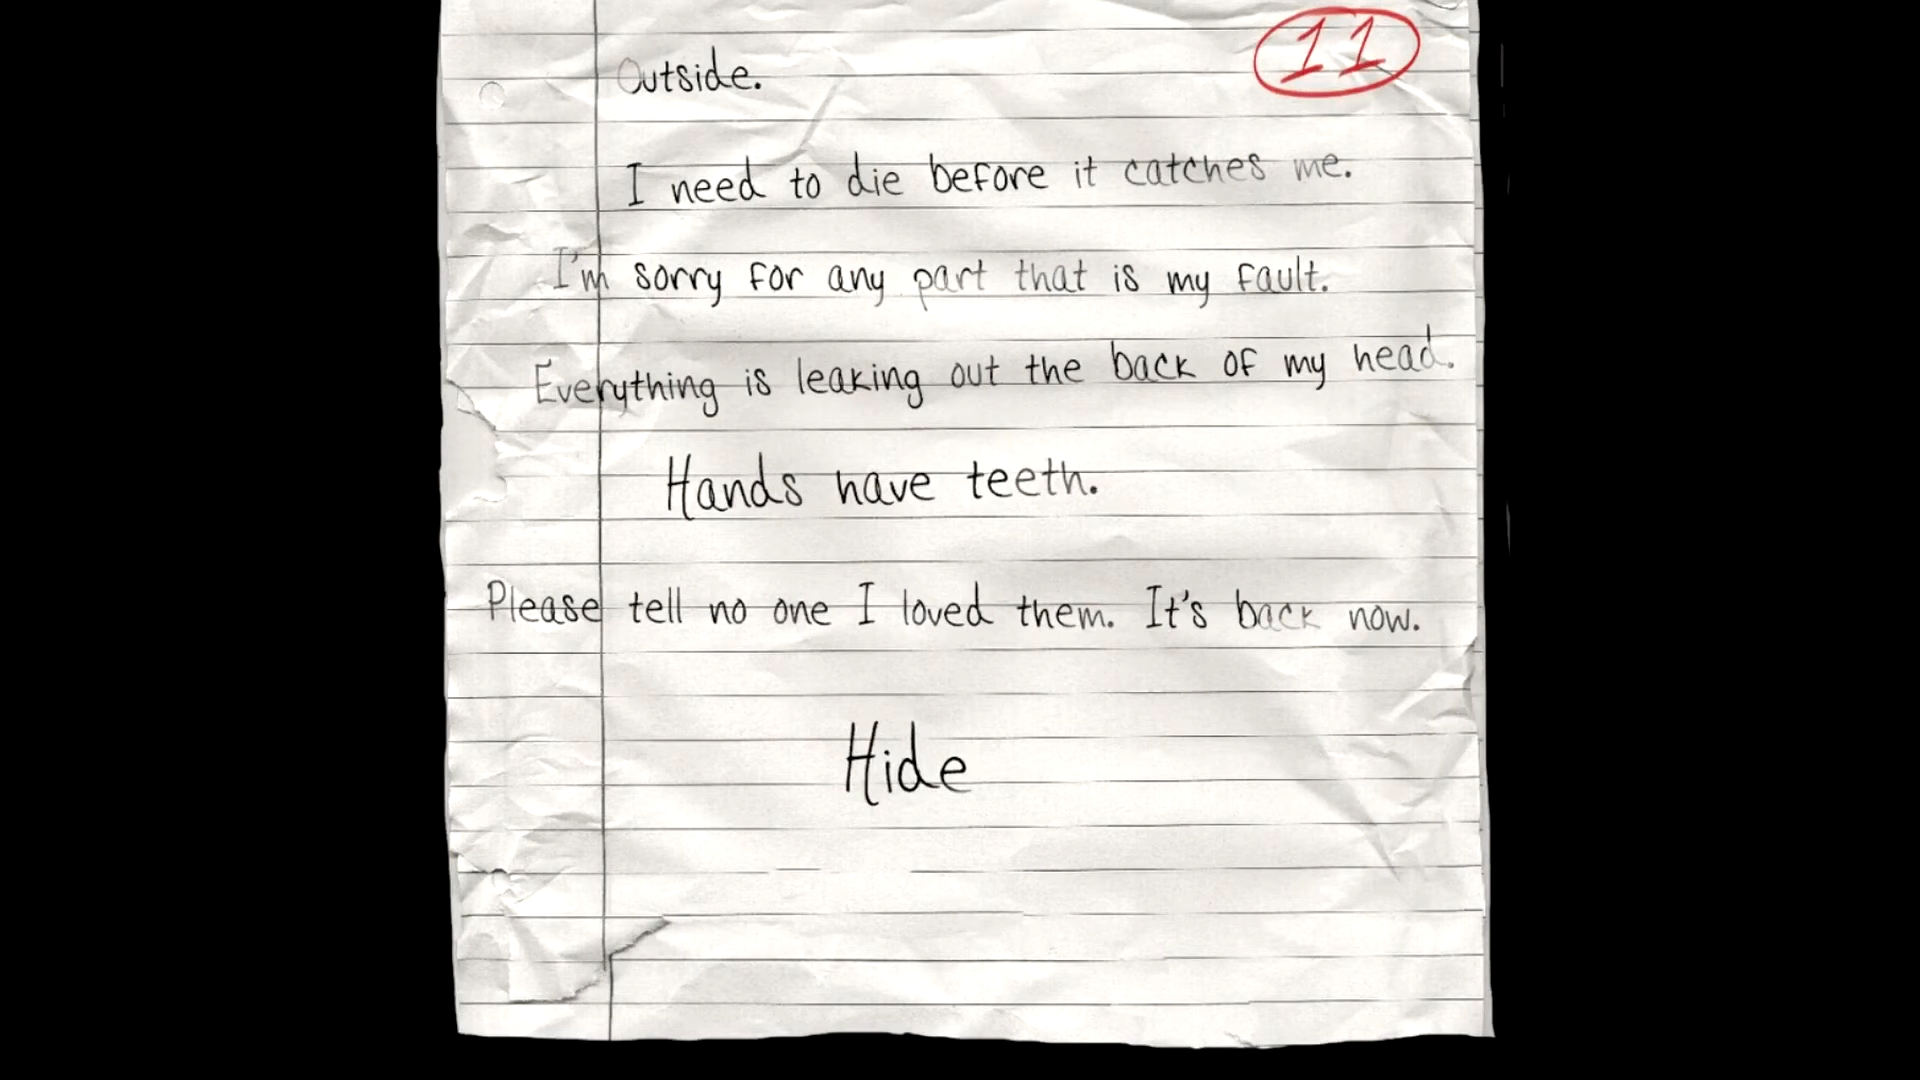 11
Outside.
I need to die before it catches me.
I'm sorry for any part that is my fault.
Everything is leaking out the back of my head.
Hands have teeth.
Please tell no one I loved them. It's back now.
Hide